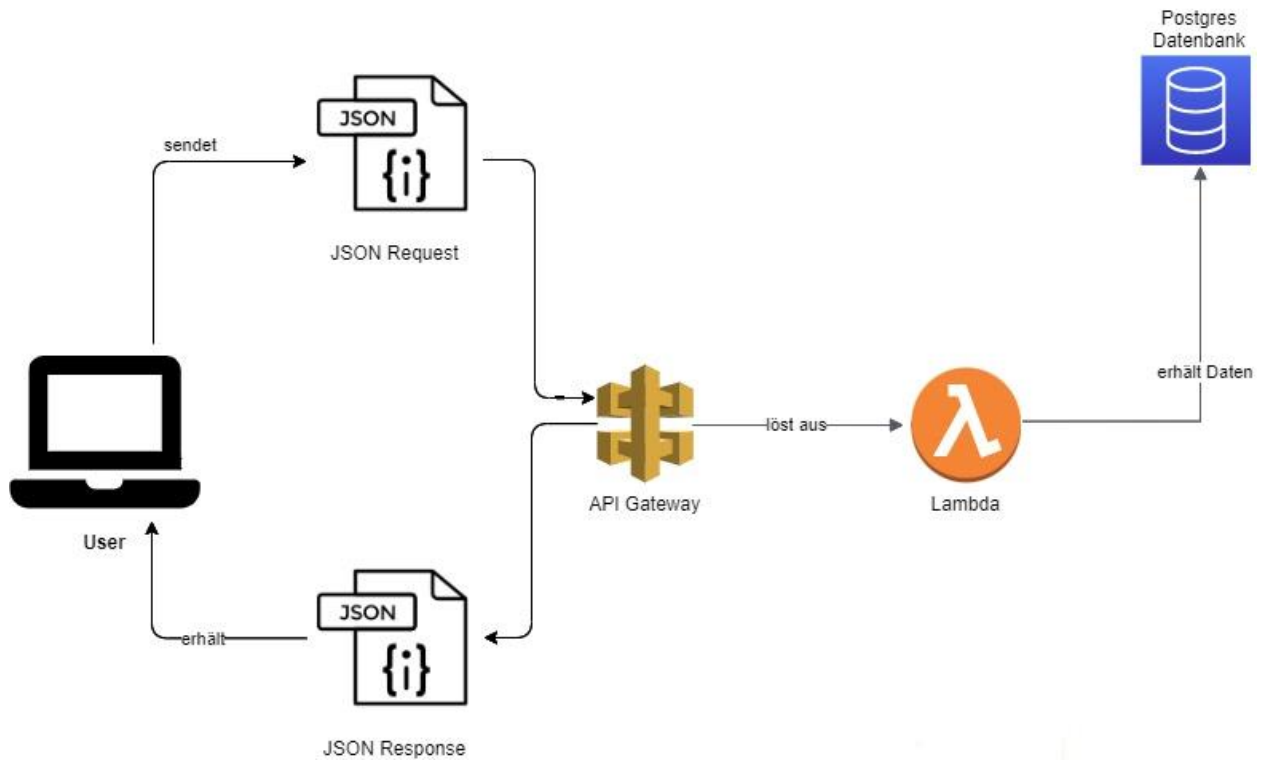 Postgres
Datenbank
JSON
sendet
{i}
JSON Request
erhält Daten
löst aus
λ
API Gateway
Lambda
User
JSON
erhält
{i}
JSON Response